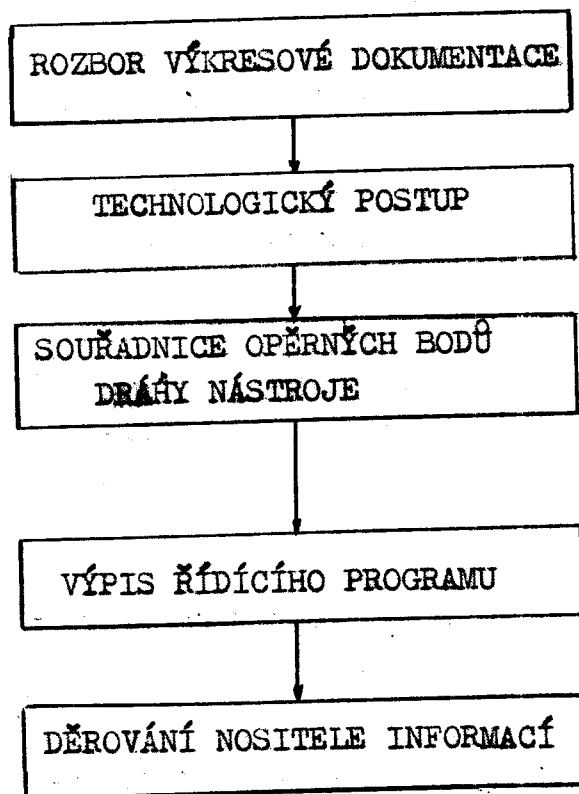 ROZBOR VÝKRESOVÉ DOKUMENTACE
TECHNOLOGICKÝ POSTUP
SOUŘADNICE OPĚRNÝCH BODŮ
DRÁHY NÁSTROJE
VÝPIS ŘÍDÍCÍHO PROGRAMU
DĚROVÁNÍ NOSITELE INFORMACÍ